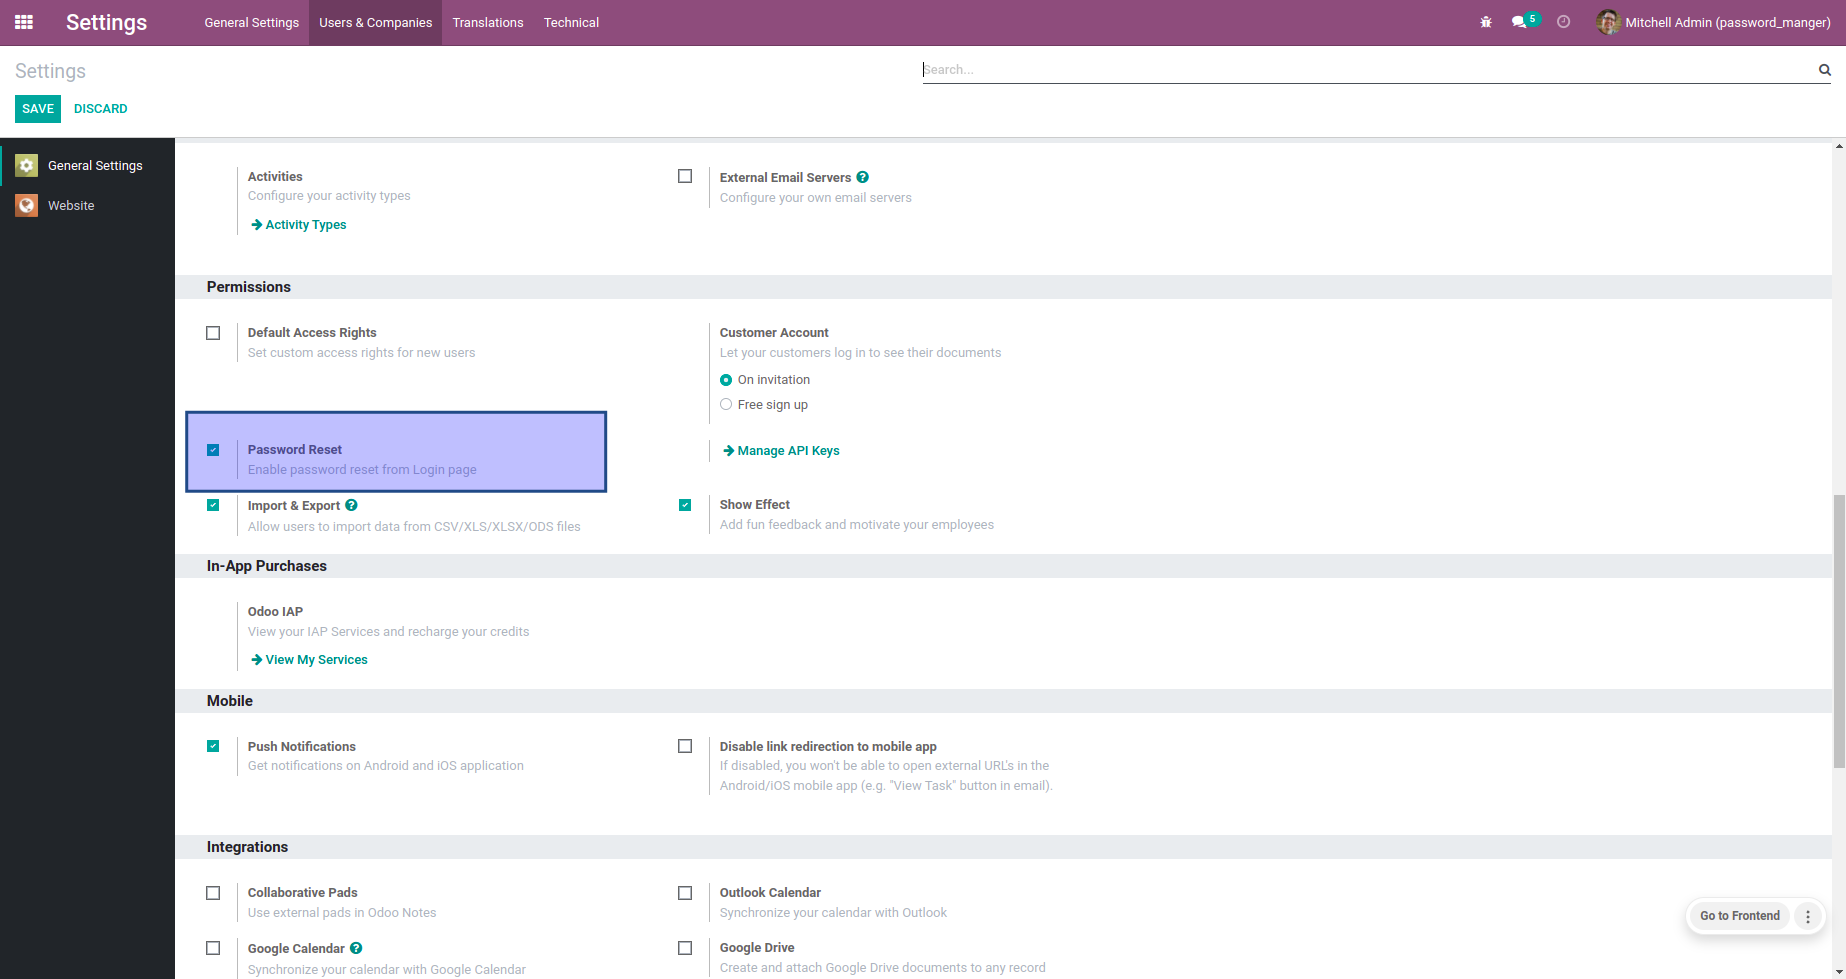 Settings
General Settings
Users & Companies
Translations
Technical
5
Mitchell Admin (password_manger)
Settings
Search...
SAVE
DISCARD
General Settings
Website
Activities
Configure your activity types
Activity Types
External Email Servers ?
Configure your own email servers
Permissions
Default Access Rights
Set custom access rights for new users
Customer Account
Let your customers log in to see their documents
On invitation
Free sign up
Password Reset
Enable password reset from Login page
Manage API Keys
Import & Export ?
Allow users to import data from CSV/XLS/XLSX/ODS files
Show Effect
Add fun feedback and motivate your employees
In-App Purchases
Odoo IAP
View your IAP Services and recharge your credits
View My Services
Mobile
Push Notifications
Get notifications on Android and iOS application
Disable link redirection to mobile app
If disabled, you won't be able to open external URL's in the
Android/iOS mobile app (e.g. "View Task" button in email).
Integrations
Collaborative Pads
Use external pads in Odoo Notes
Outlook Calendar
Synchronize your calendar with Outlook
Go to Frontend
Google Calendar ?
Synchronize your calendar with Google Calendar
Google Drive
Create and attach Google Drive documents to any record